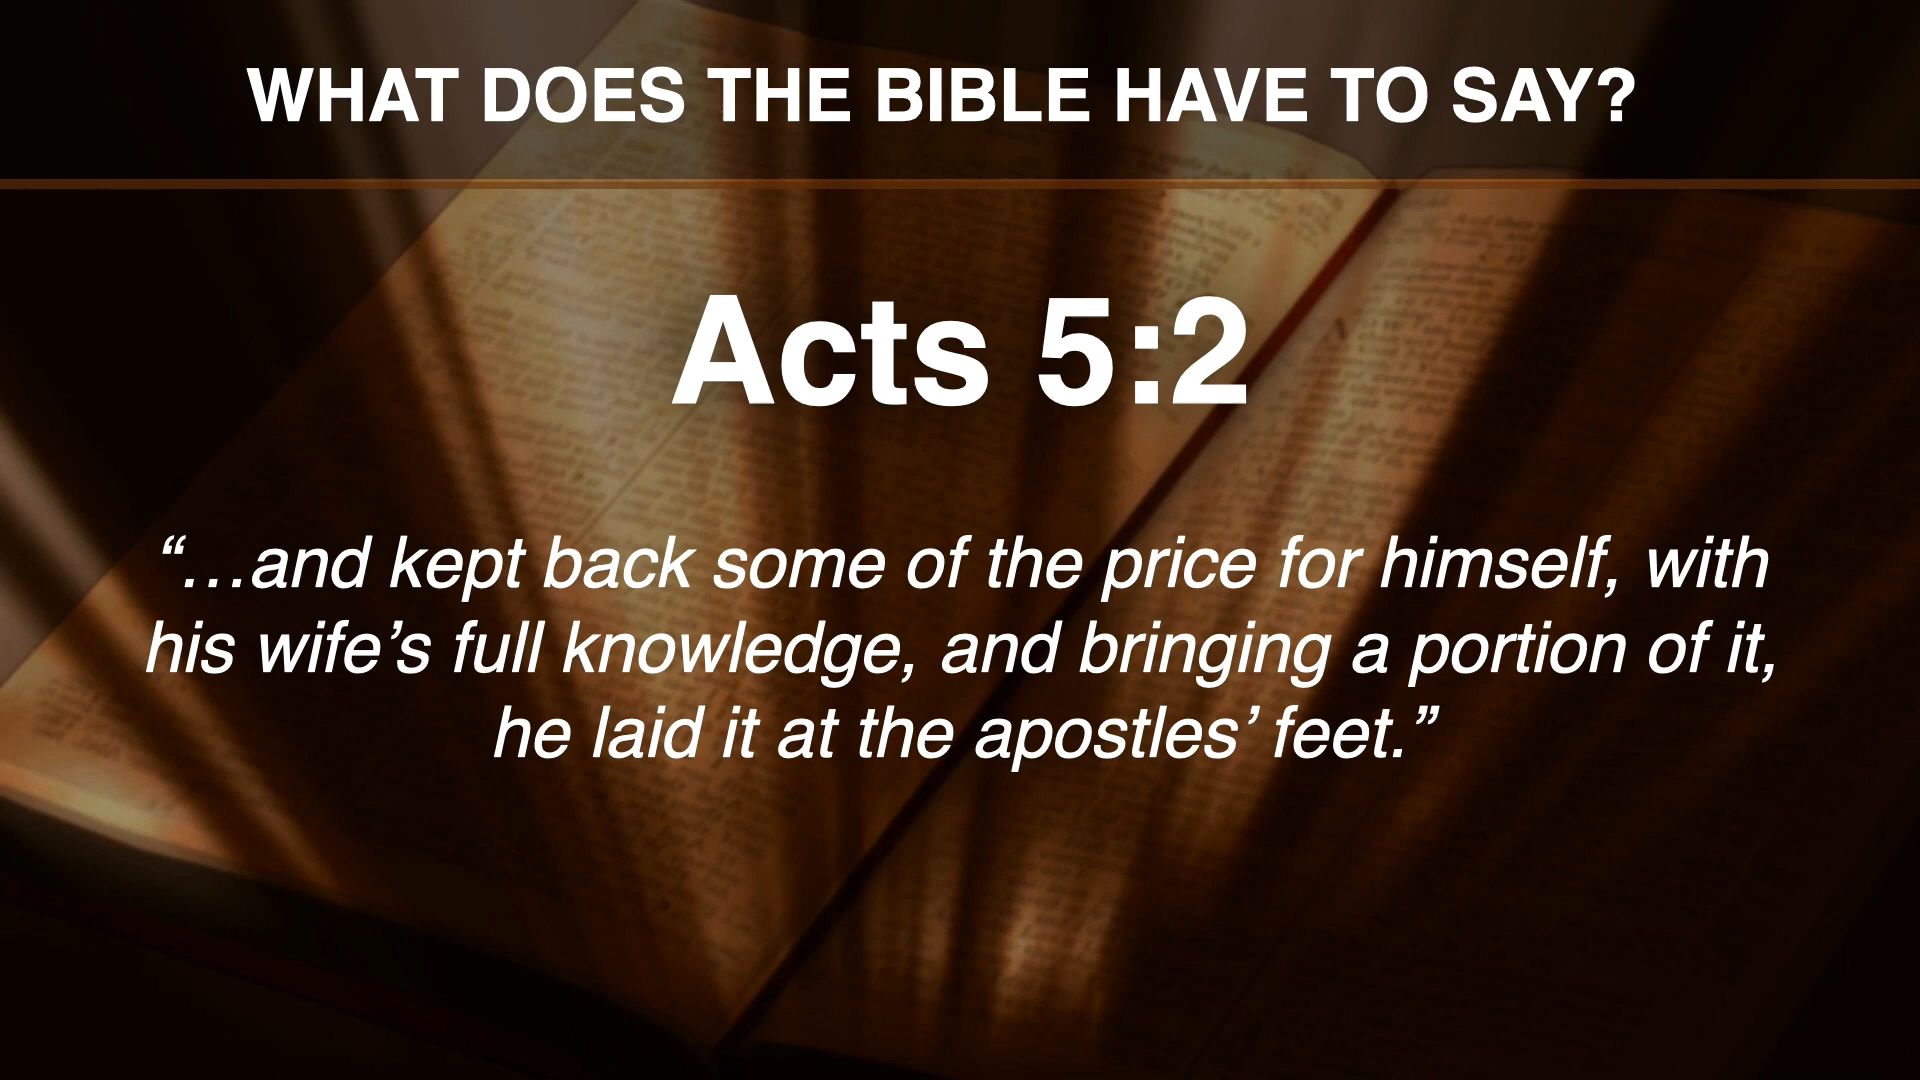 WHAT DOES THE BIBLE HAVE TO SAY?
Acts 5:2
“…and kept back some of the price for himself, with
his wife’s full knowledge, and bringing a portion of it,
he laid it at the apostles’ feet.”